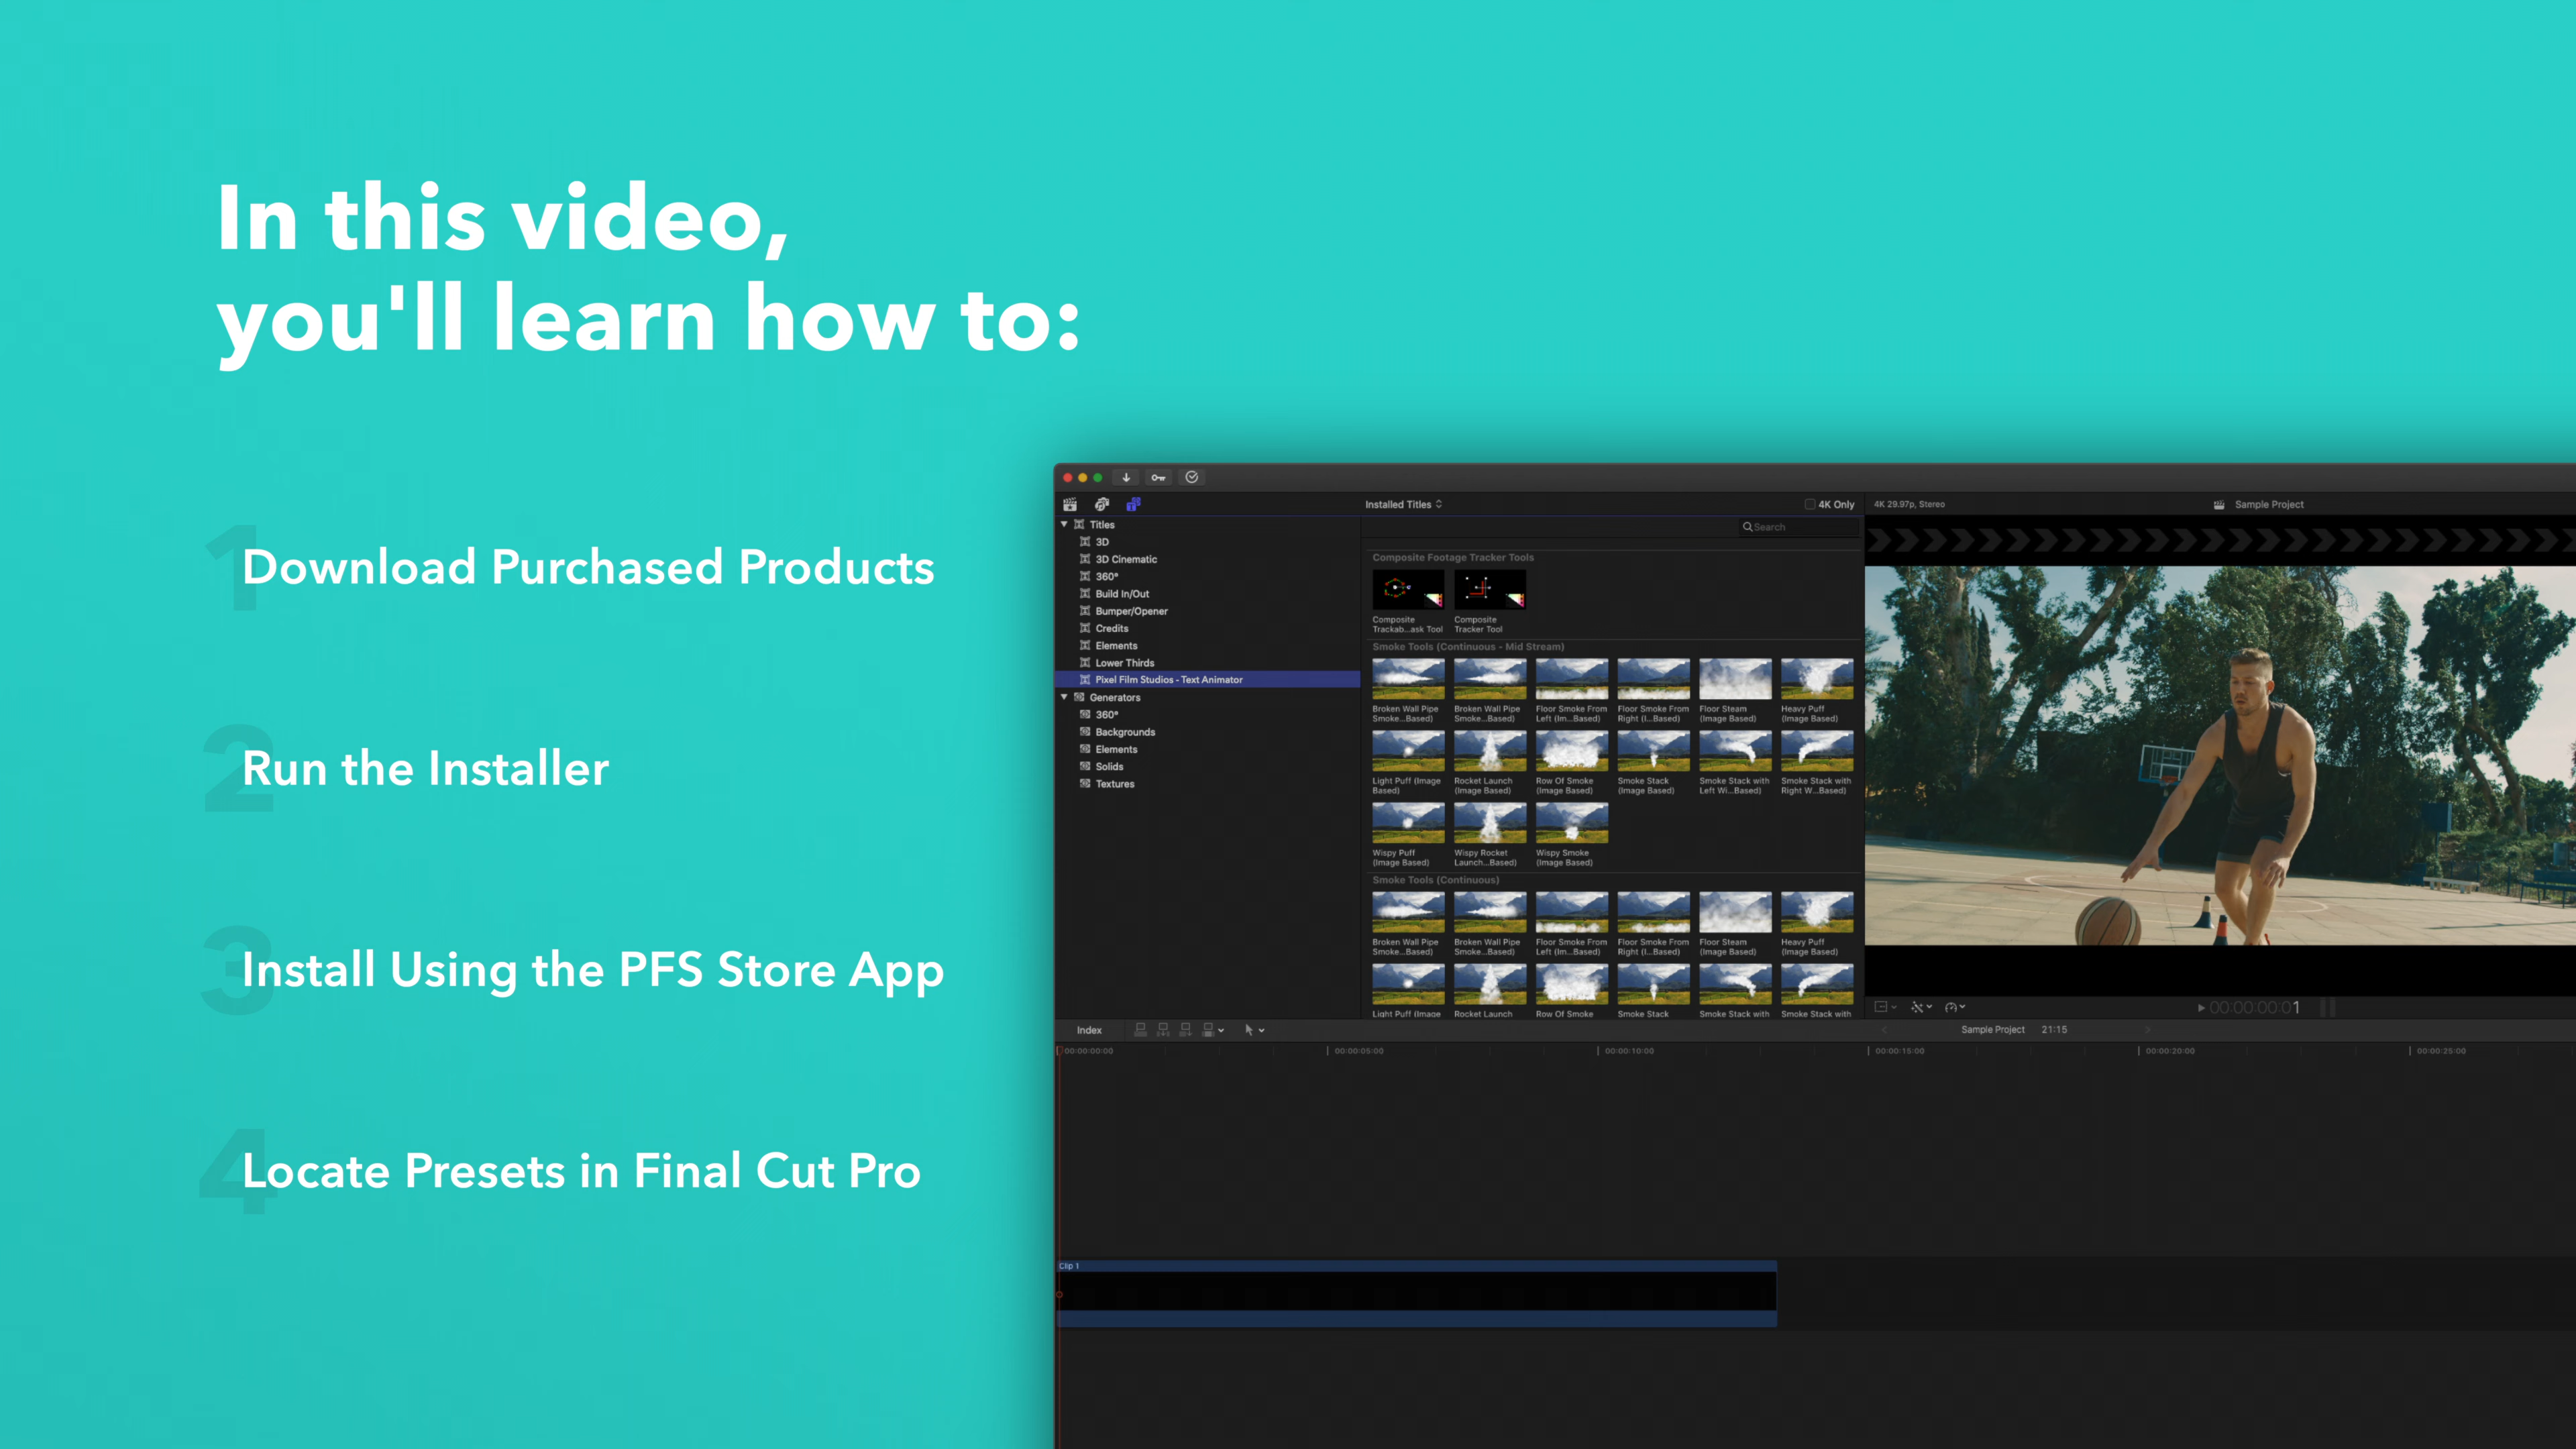 In this video,
you'll learn how to:
1 Download Purchased Products
2 Run the Installer
3 Install Using the PFS Store App
4 Locate Presets in Final Cut Pro
Installed Titles
4K Only
4K 29.97p, Stereo
Sample Project
Titles
Search
3D
3D Cinematic
360°
Build In/Out
Bumper/Opener
Credits
Elements
Lower Thirds
Pixel Film Studios - Text Animator
Generators
360°
Backgrounds
Elements
Solids
Textures
Composite Footage Tracker Tools
Composite
Trackab...ask Tool
Composite
Tracker Tool
Smoke Tools (Continuous - Mid Stream)
Broken Wall Pipe
Smoke...Based)
Broken Wall Pipe
Smoke...Based)
Floor Smoke From
Left (Im...Based)
Floor Smoke From
Right (I...Based)
Floor Steam
(Image Based)
Heavy Puff
(Image Based)
Light Puff (Image
Based)
Rocket Launch
(Image Based)
Row Of Smoke
(Image Based)
Smoke Stack
(Image Based)
Smoke Stack with
Left Wi...Based)
Smoke Stack with
Right W...Based)
Wispy Puff
(Image Based)
Wispy Rocket
Launch...Based)
Wispy Smoke
(Image Based)
Smoke Tools (Continuous)
Broken Wall Pipe
Smoke...Based)
Broken Wall Pipe
Smoke...Based)
Floor Smoke From
Left (Im...Based)
Floor Smoke From
Right (I...Based)
Floor Steam
(Image Based)
Heavy Puff
(Image Based)
Light Puff (Image
Rocket Launch
Row Of Smoke
Smoke Stack
Smoke Stack with
Smoke Stack with
00:00:00:01
Index
Sample Project 21:15
00:00:00:00
00:00:05:00
00:00:10:00
00:00:15:00
00:00:20:00
00:00:25:00
Clip 1